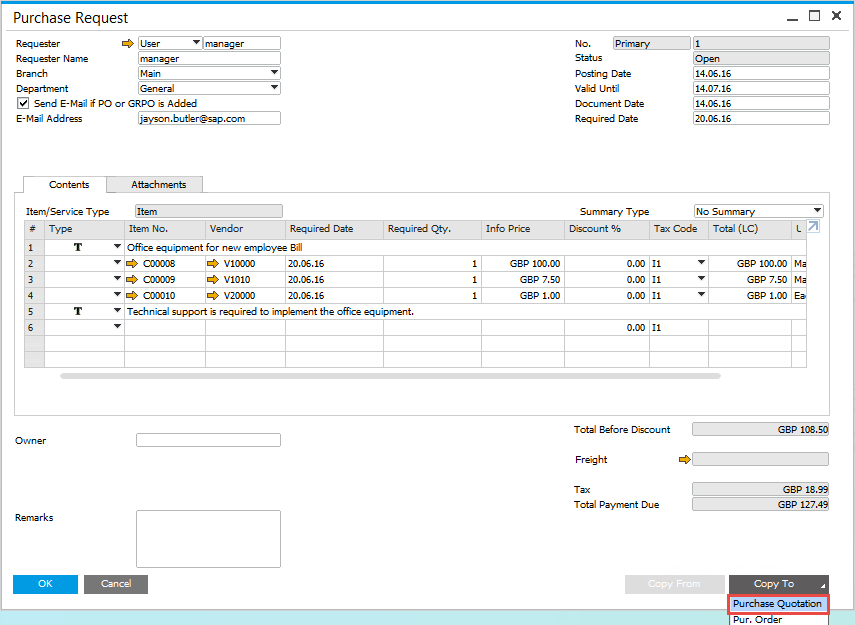 Purchase Request
Requester User manager No. Primary 1
Requester Name manager Status Open
Branch Main Posting Date 14.06.16
Department General Valid Until 14.07.16
Send E-Mail if PO or GRPO is Added Document Date 14.06.16
E-Mail Address jayson.butler@sap.com Required Date 20.06.16
Contents Attachments
Item/Service Type Item Summary Type No Summary
# Type Item No. Vendor Required Date Required Qty. Info Price Discount % Tax Code Total (LC) U
1 T Office equipment for new employee Bill
2 C00008 V10000 20.06.16 1 GBP 100.00 0.00 I1 GBP 100.00 Ma
3 C00009 V1010 20.06.16 1 GBP 7.50 0.00 I1 GBP 7.50 Ma
4 C00010 V20000 20.06.16 1 GBP 1.00 0.00 I1 GBP 1.00 Ea
5 T Technical support is required to implement the office equipment.
6 0.00 I1
Total Before Discount GBP 108.50
Owner
Freight
Tax GBP 18.99
Total Payment Due GBP 127.49
Remarks
OK Cancel Copy From Copy To
Purchase Quotation
Pur. Order